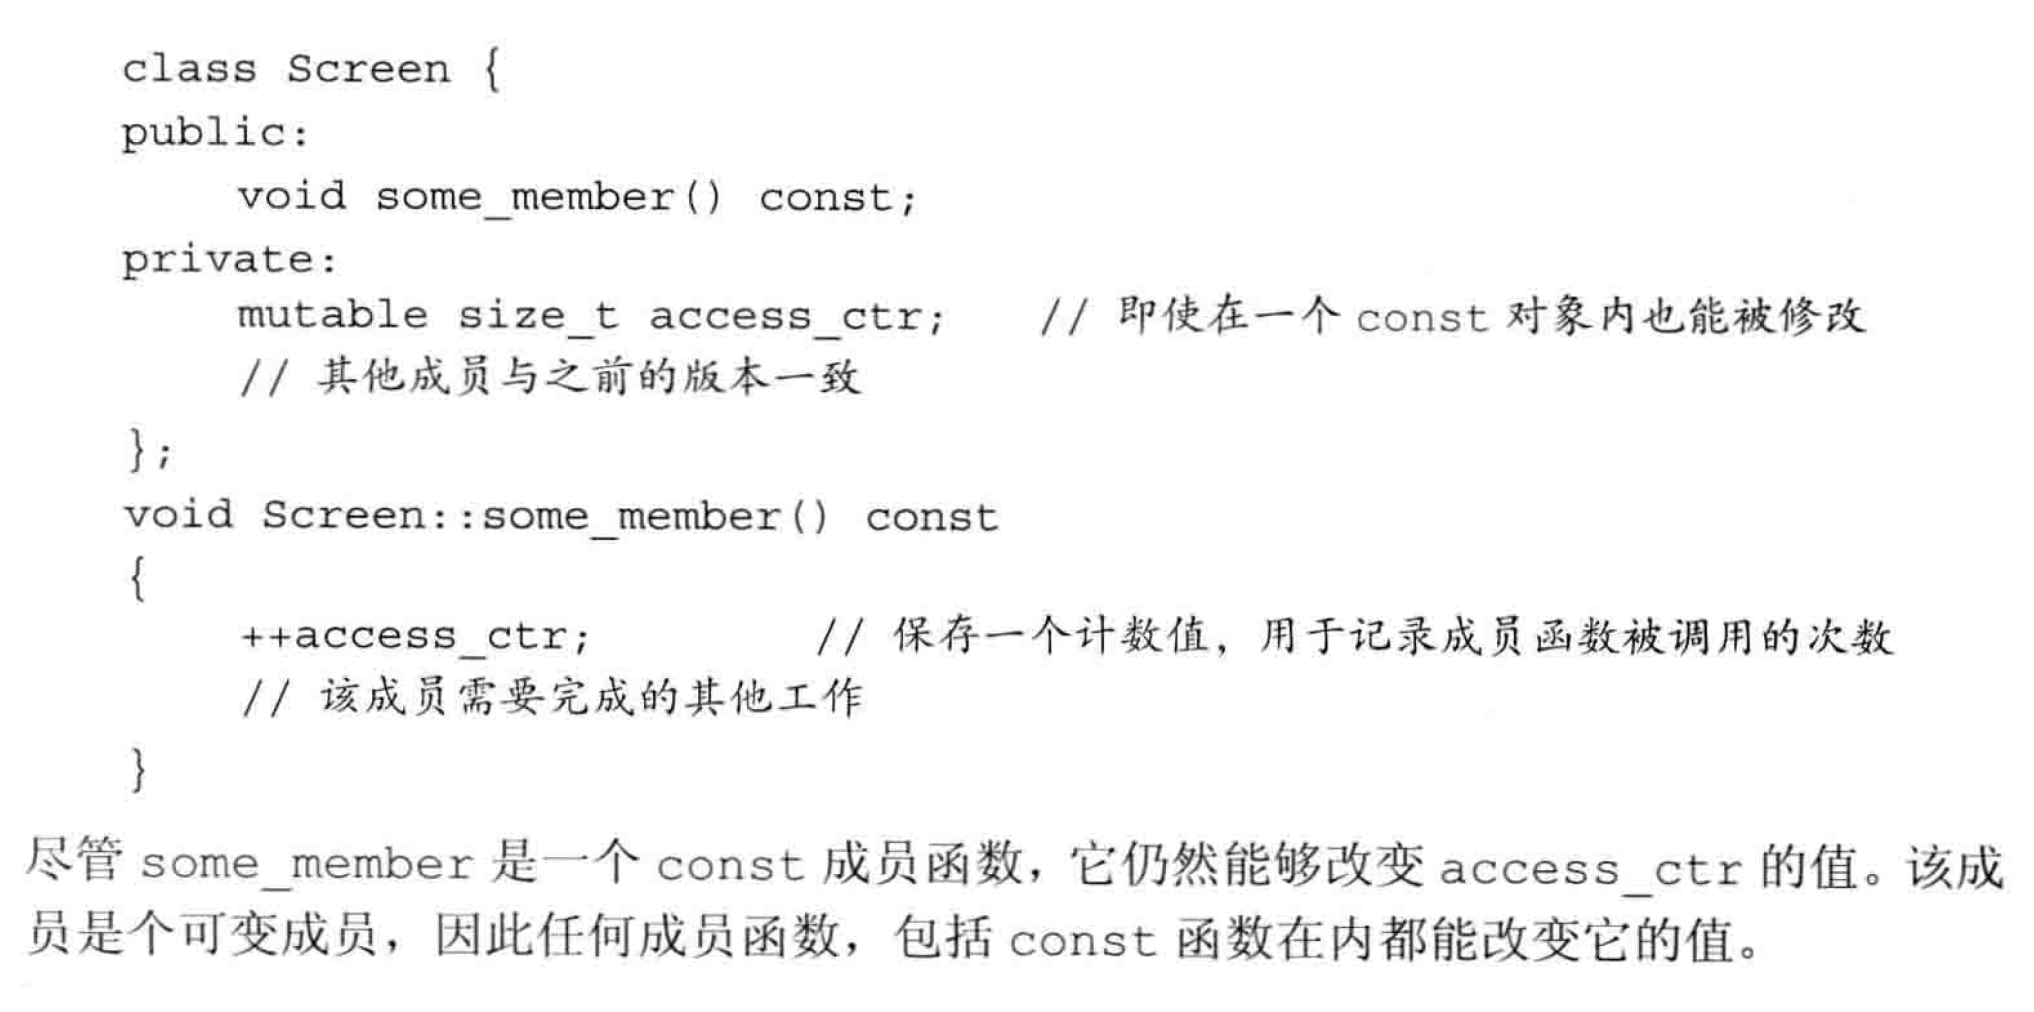 class Screen {
public:
    void some_member() const;
private:
    mutable size_t access_ctr;    // 即使在一个 const 对象内也能被修改
    // 其他成员与之前的版本一致
};
void Screen::some_member() const
{
    ++access_ctr;        // 保存一个计数值，用于记录成员函数被调用的次数
    // 该成员需要完成的其他工作
}
尽管 some_member 是一个 const 成员函数，它仍然能够改变 access_ctr 的值。该成
员是个可变成员，因此任何成员函数，包括 const 函数在内都能改变它的值。